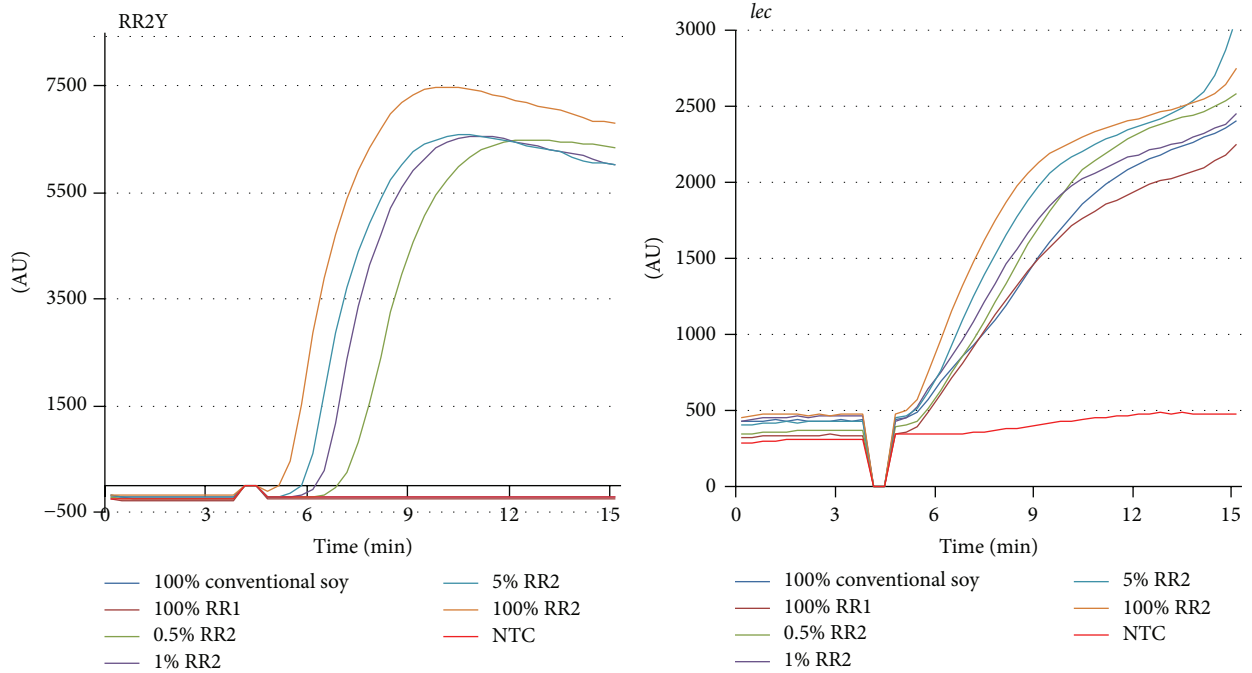 RR2Y
7500
5500
3500
1500
−500
(AU)
0 3 6 9 12 15
Time (min)
100% conventional soy
100% RR1
0.5% RR2
1% RR2
5% RR2
100% RR2
NTC
lec
3000
2500
2000
1500
1000
500
0
(AU)
0 3 6 9 12 15
Time (min)
100% conventional soy
100% RR1
0.5% RR2
1% RR2
5% RR2
100% RR2
NTC